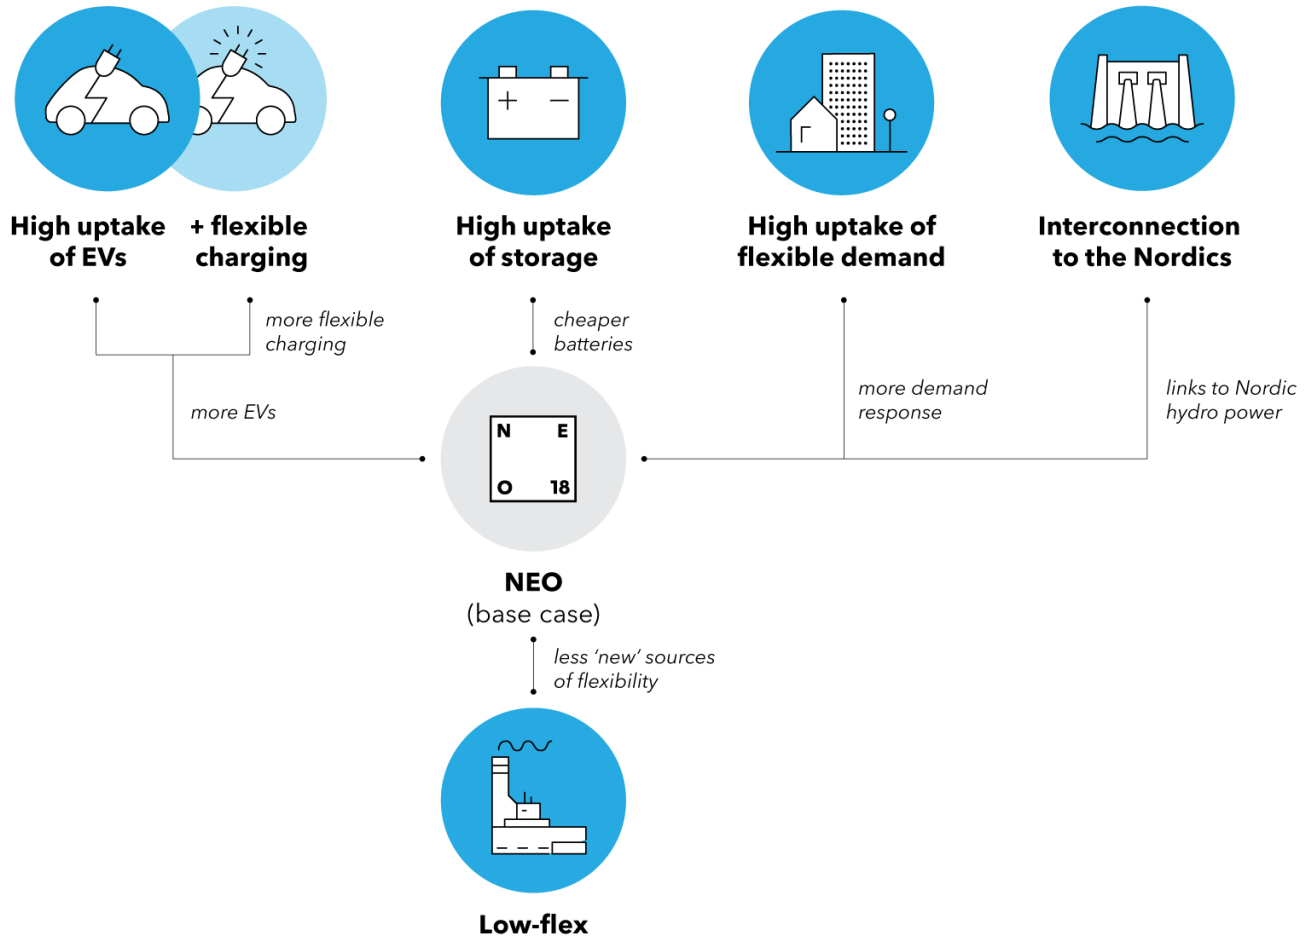 High uptake
of EVs
+ flexible
charging
High uptake
of storage
High uptake of
flexible demand
Interconnection
to the Nordics
more flexible
charging
cheaper
batteries
more EVs
more demand
response
links to Nordic
hydro power
N E
O 18
NEO
(base case)
less ‘new’ sources
of flexibility
Low-flex